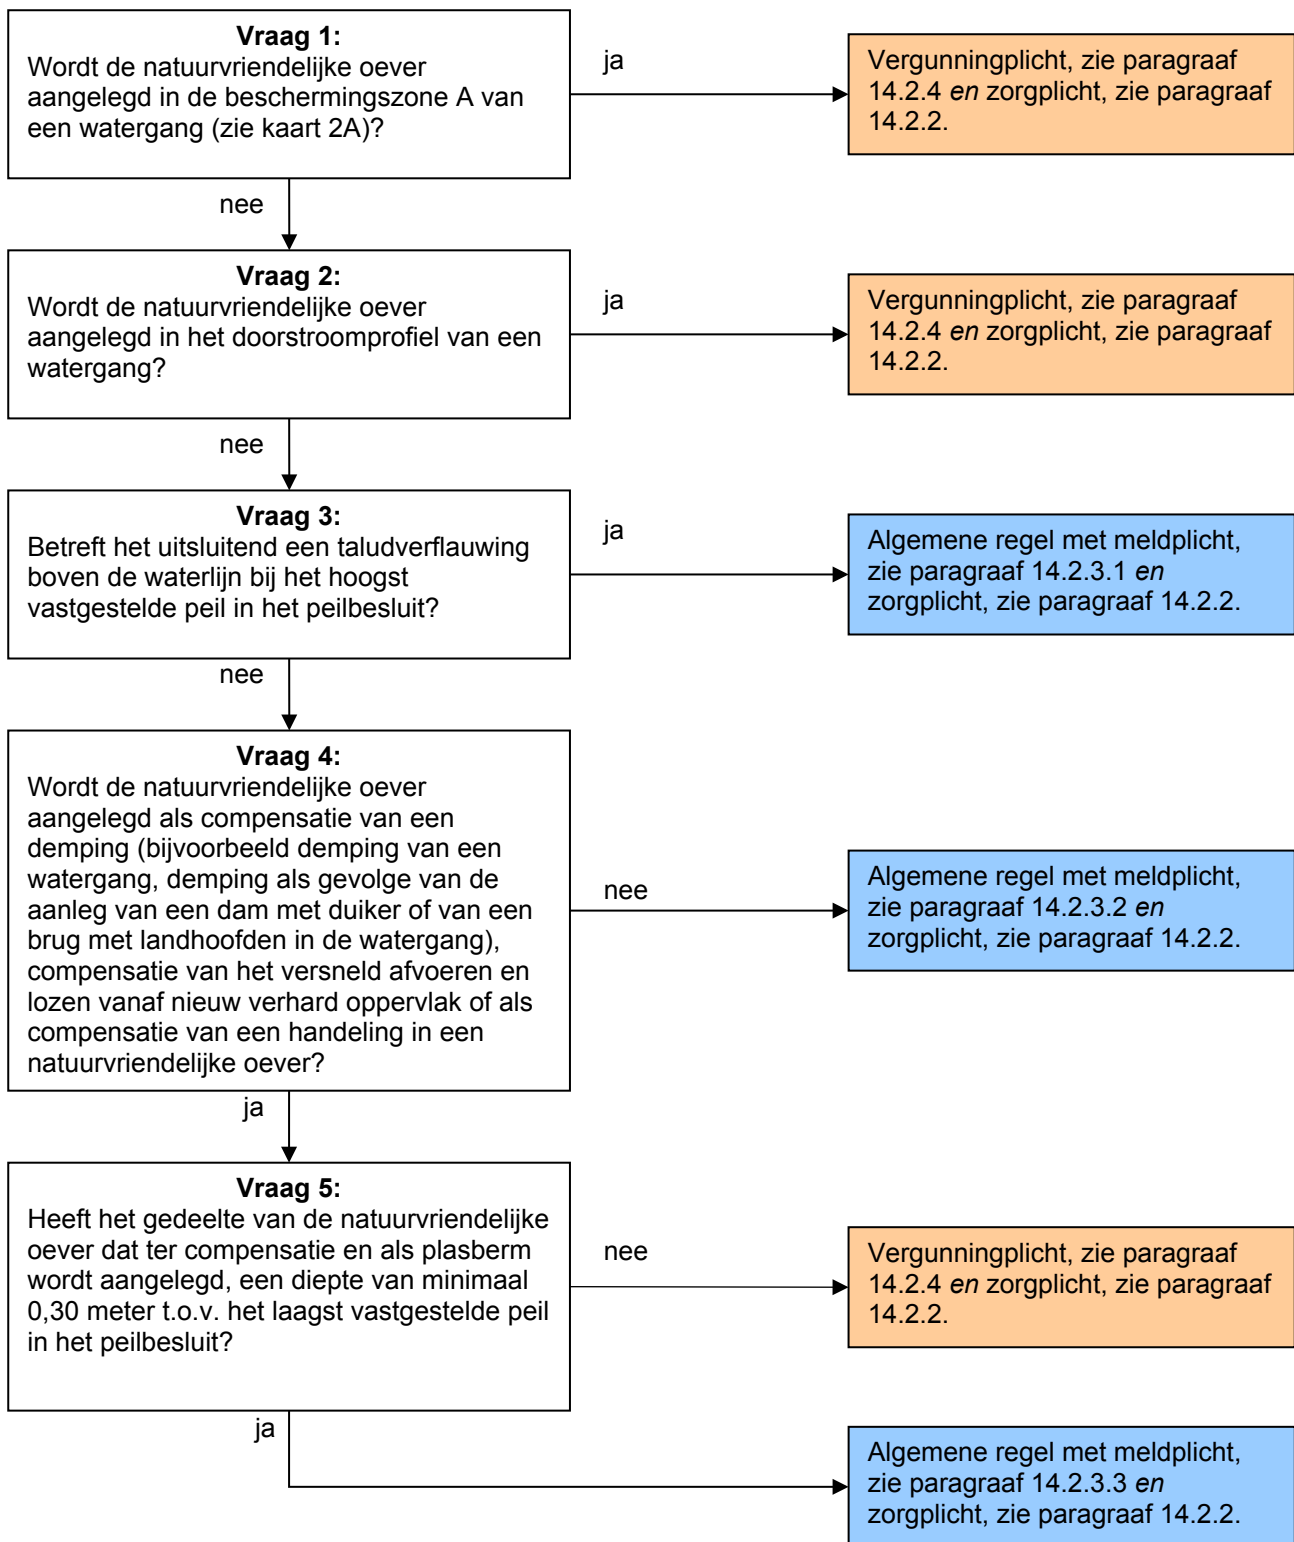 Vraag 1:
Wordt de natuurvriendelijke oever
aangelegd in de beschermingszone A van
een watergang (zie kaart 2A)?
ja
Vergunningplicht, zie paragraaf
14.2.4 en zorgplicht, zie paragraaf
14.2.2.
nee
Vraag 2:
Wordt de natuurvriendelijke oever
aangelegd in het doorstroomprofiel van een
watergang?
ja
Vergunningplicht, zie paragraaf
14.2.4 en zorgplicht, zie paragraaf
14.2.2.
nee
Vraag 3:
Betreft het uitsluitend een taludverflauwing
boven de waterlijn bij het hoogst
vastgestelde peil in het peilbesluit?
ja
Algemene regel met meldplicht,
zie paragraaf 14.2.3.1 en
zorgplicht, zie paragraaf 14.2.2.
nee
Vraag 4:
Wordt de natuurvriendelijke oever
aangelegd als compensatie van een
demping (bijvoorbeeld demping van een
watergang, demping als gevolge van de
aanleg van een dam met duiker of van een
brug met landhoofden in de watergang),
compensatie van het versneld afvoeren en
lozen vanaf nieuw verhard oppervlak of als
compensatie van een handeling in een
natuurvriendelijke oever?
nee
Algemene regel met meldplicht,
zie paragraaf 14.2.3.2 en
zorgplicht, zie paragraaf 14.2.2.
ja
Vraag 5:
Heeft het gedeelte van de natuurvriendelijke
oever dat ter compensatie en als plasberm
wordt aangelegd, een diepte van minimaal
0,30 meter t.o.v. het laagst vastgestelde peil
in het peilbesluit?
nee
Vergunningplicht, zie paragraaf
14.2.4 en zorgplicht, zie paragraaf
14.2.2.
ja
Algemene regel met meldplicht,
zie paragraaf 14.2.3.3 en
zorgplicht, zie paragraaf 14.2.2.